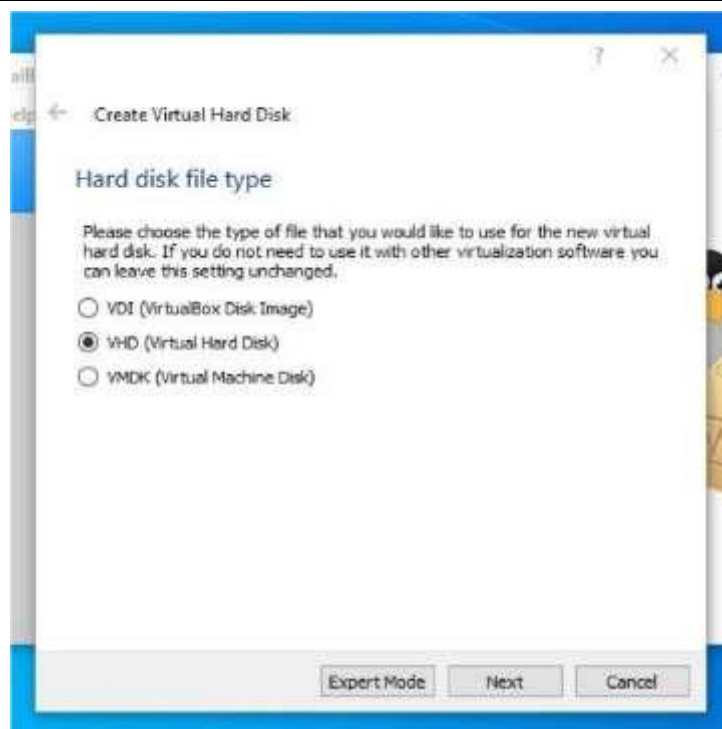 ?
Create Virtual Hard Disk
Hard disk file type
Please choose the type of file that you would like to use for the new virtual
hard disk. If you do not need to use it with other virtualization software you
can leave this setting unchanged.
VDI (VirtualBox Disk Image)
VHD (Virtual Hard Disk)
VMDK (Virtual Machine Disk)
Expert Mode
Next
Cancel